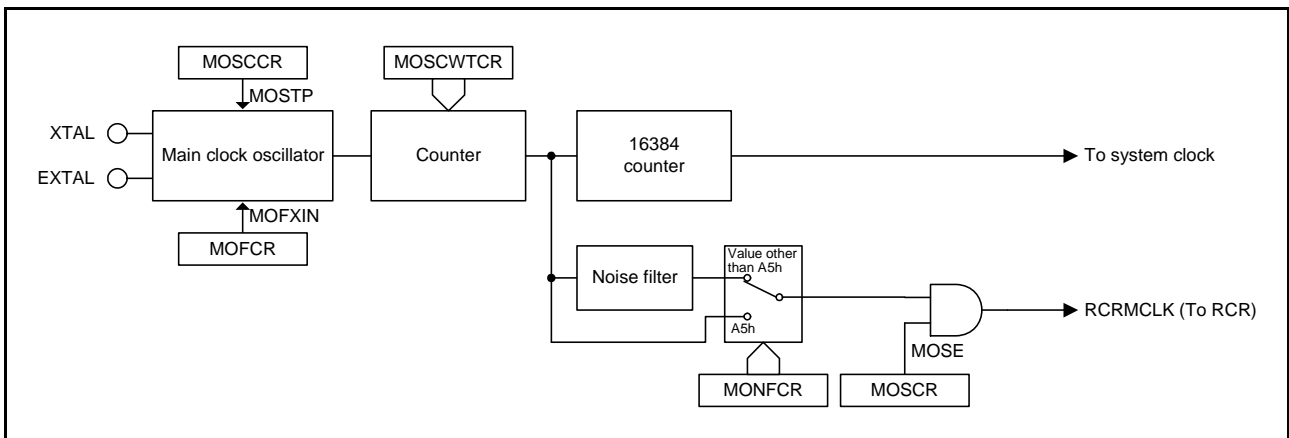 MOSCCR
MOSCWTCR
MOSTP
XTAL
EXTAL
Main clock oscillator
Counter
16384
counter
To system clock
MOFXIN
MOFCR
Noise filter
Value other
than A5h
A5h
RCRMCLK (To RCR)
MOSE
MONFCR
MOSCR